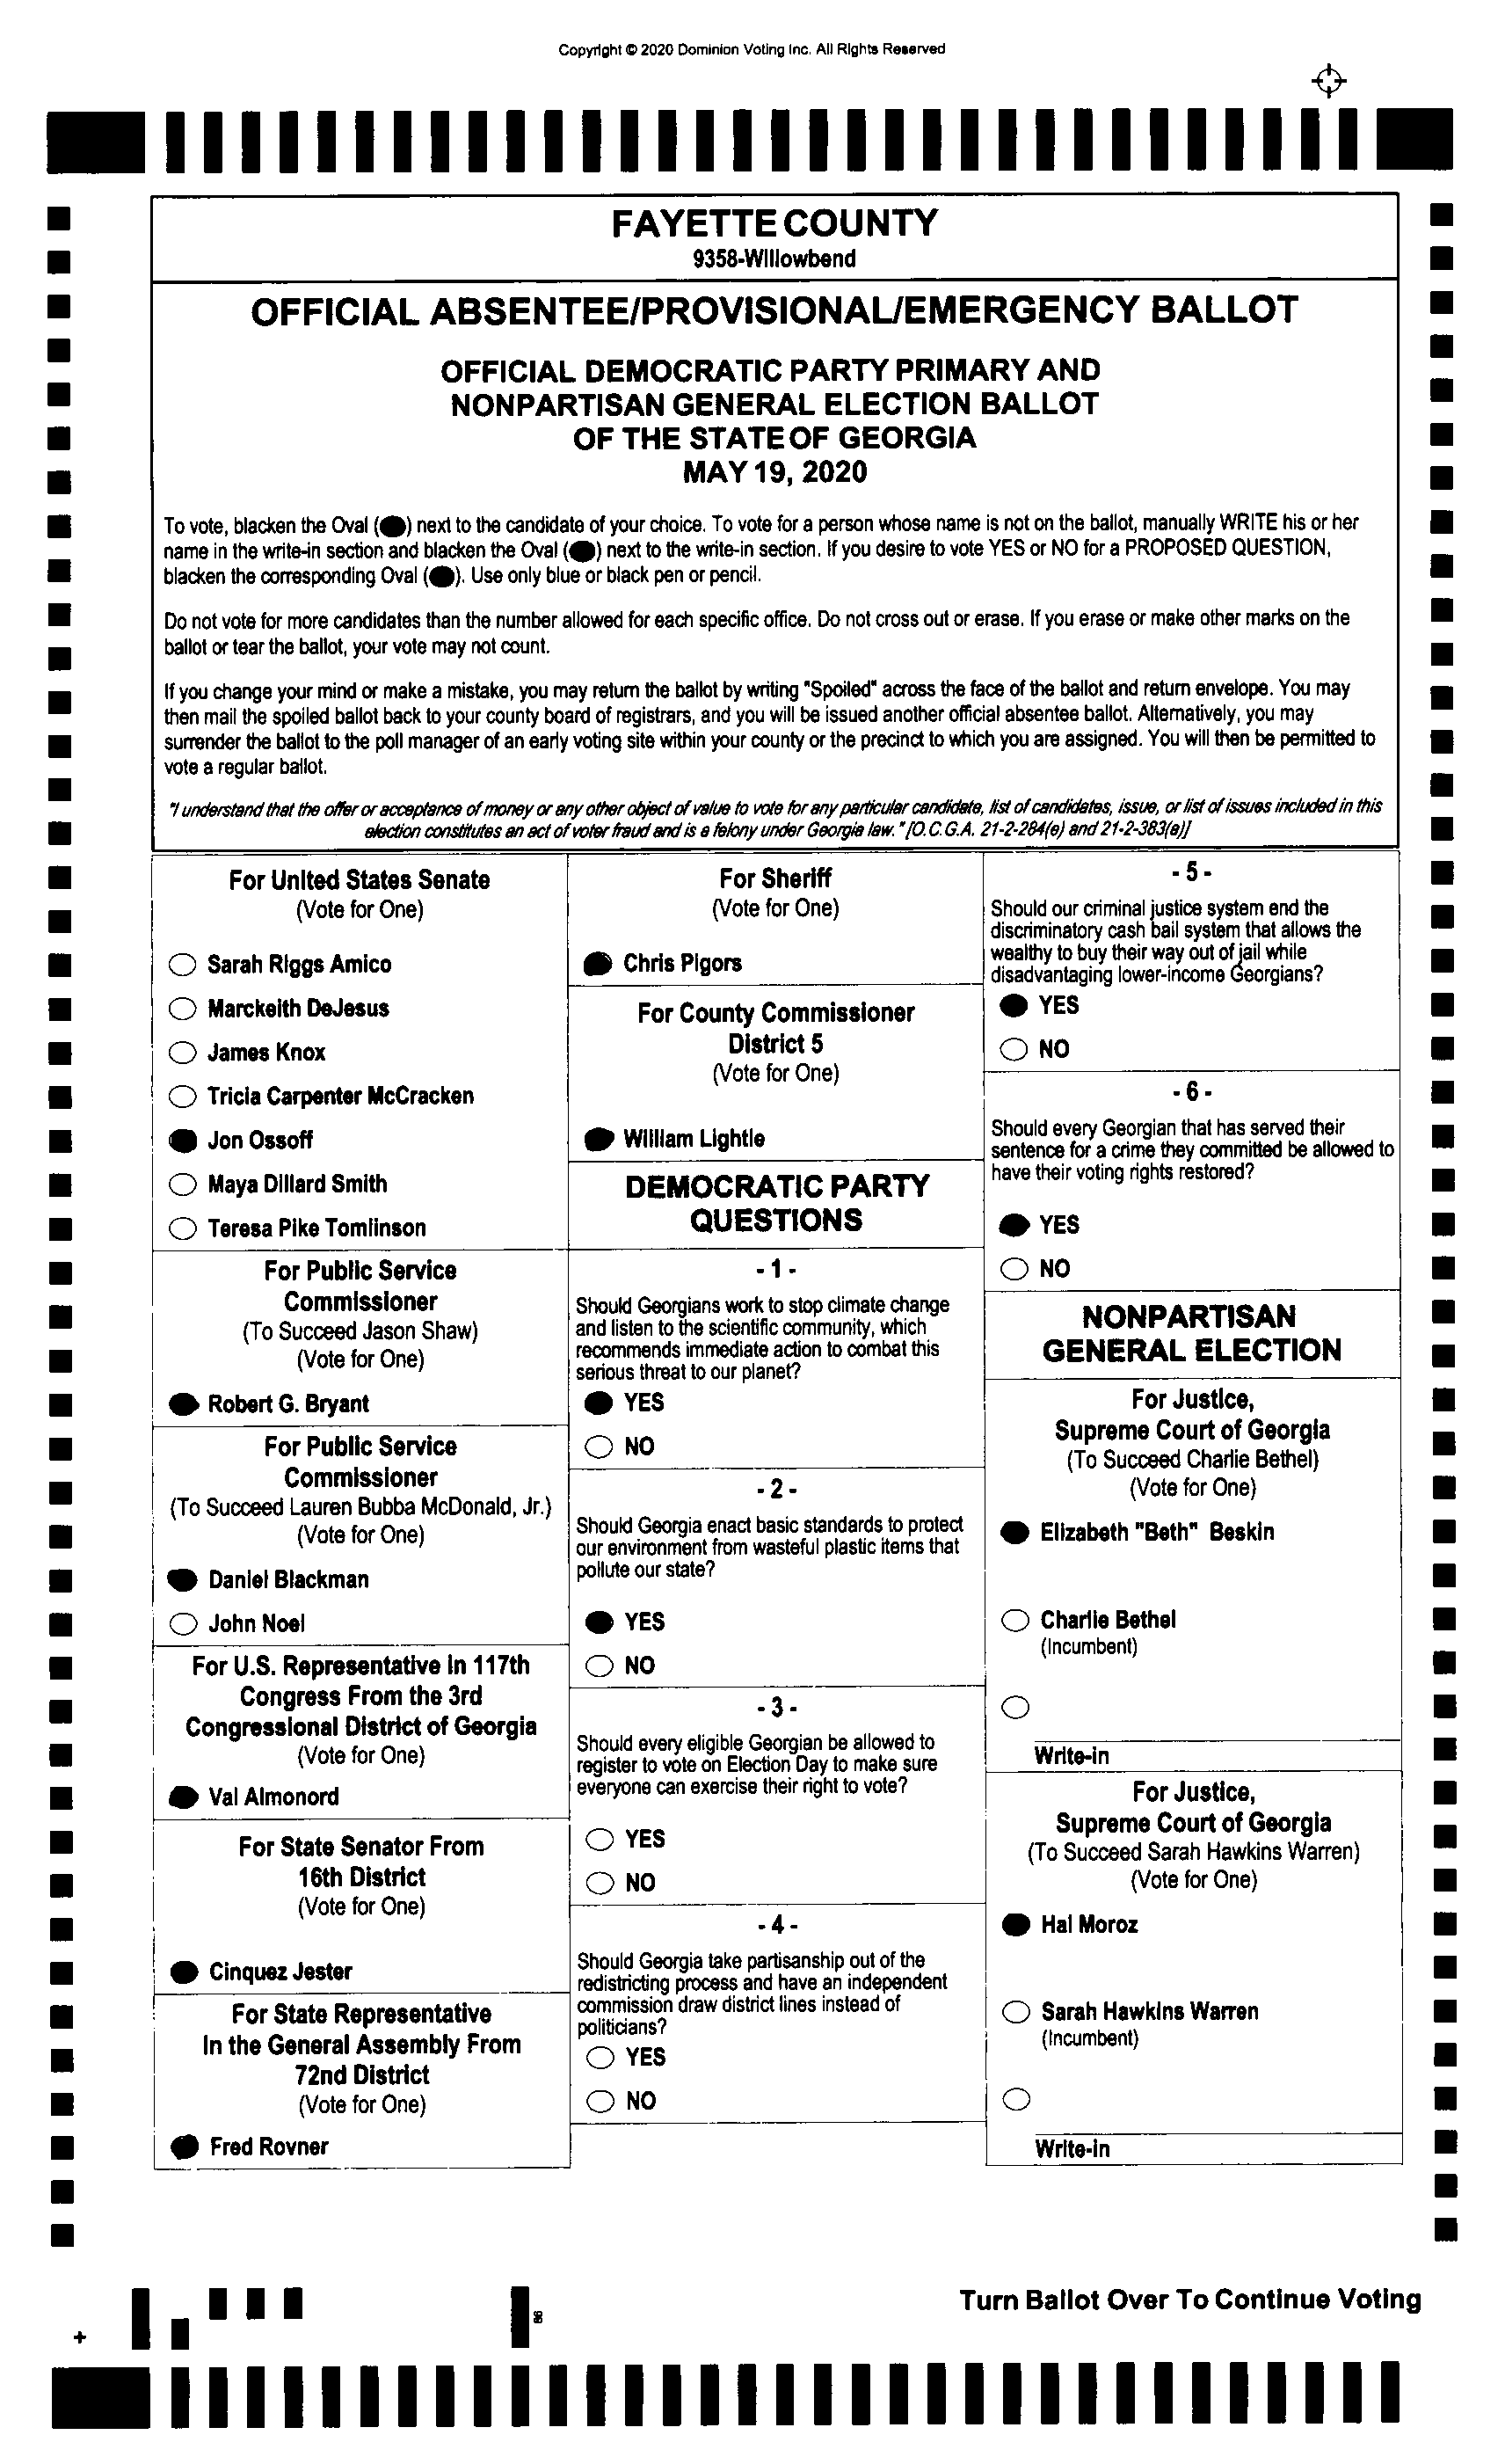 Copyright © 2020 Dominion Voting Inc. All Rights Reserved
FAYETTE COUNTY
9358-Willowbend
OFFICIAL ABSENTEE/PROVISIONAL/EMERGENCY BALLOT
OFFICIAL DEMOCRATIC PARTY PRIMARY AND
NONPARTISAN GENERAL ELECTION BALLOT
OF THE STATE OF GEORGIA
MAY 19, 2020
To vote, blacken the Oval (●) next to the candidate of your choice. To vote for a person whose name is not on the ballot, manually WRITE his or her
name in the write-in section and blacken the Oval (●) next to the write-in section. If you desire to vote YES or NO for a PROPOSED QUESTION,
blacken the corresponding Oval (●). Use only blue or black pen or pencil.
Do not vote for more candidates than the number allowed for each specific office. Do not cross out or erase. If you erase or make other marks on the
ballot or tear the ballot, your vote may not count.
If you change your mind or make a mistake, you may return the ballot by writing "Spoiled" across the face of the ballot and return envelope. You may
then mail the spoiled ballot back to your county board of registrars, and you will be issued another official absentee ballot. Alternatively, you may
surrender the ballot to the poll manager of an early voting site within your county or the precinct to which you are assigned. You will then be permitted to
vote a regular ballot.
"I understand that the offer or acceptance of money or any other object of value to vote for any particular candidate, list of candidates, issue, or list of issues included in this
election constitutes an act of voter fraud and is a felony under Georgia law." [O.C.G.A. 21-2-284(e) and 21-2-383(a)]
For United States Senate
(Vote for One)
Sarah Riggs Amico
Marckeith DeJesus
James Knox
Tricia Carpenter McCracken
Jon Ossoff
Maya Dillard Smith
Teresa Pike Tomlinson
For Public Service
Commissioner
(To Succeed Jason Shaw)
(Vote for One)
Robert G. Bryant
For Public Service
Commissioner
(To Succeed Lauren Bubba McDonald, Jr.)
(Vote for One)
Daniel Blackman
John Noel
For U.S. Representative in 117th
Congress From the 3rd
Congressional District of Georgia
(Vote for One)
Val Almonord
For State Senator From
16th District
(Vote for One)
Cinquez Jester
For State Representative
In the General Assembly From
72nd District
(Vote for One)
Fred Rovner
For Sheriff
(Vote for One)
Chris Pigors
For County Commissioner
District 5
(Vote for One)
William Lightle
DEMOCRATIC PARTY
QUESTIONS
- 1 -
Should Georgians work to stop climate change
and listen to the scientific community, which
recommends immediate action to combat this
serious threat to our planet?
YES
NO
- 2 -
Should Georgia enact basic standards to protect
our environment from wasteful plastic items that
pollute our state?
YES
NO
- 3 -
Should every eligible Georgian be allowed to
register to vote on Election Day to make sure
everyone can exercise their right to vote?
YES
NO
- 4 -
Should Georgia take partisanship out of the
redistricting process and have an independent
commission draw district lines instead of
politicians?
YES
NO
- 5 -
Should our criminal justice system end the
discriminatory cash bail system that allows the
wealthy to buy their way out of jail while
disadvantaging lower-income Georgians?
YES
NO
- 6 -
Should every Georgian that has served their
sentence for a crime they committed be allowed to
have their voting rights restored?
YES
NO
NONPARTISAN
GENERAL ELECTION
For Justice,
Supreme Court of Georgia
(To Succeed Charlie Bethel)
(Vote for One)
Elizabeth "Beth" Beskin
Charlie Bethel
(Incumbent)
Write-in
For Justice,
Supreme Court of Georgia
(To Succeed Sarah Hawkins Warren)
(Vote for One)
Hal Moroz
Sarah Hawkins Warren
(Incumbent)
Write-in
Turn Ballot Over To Continue Voting